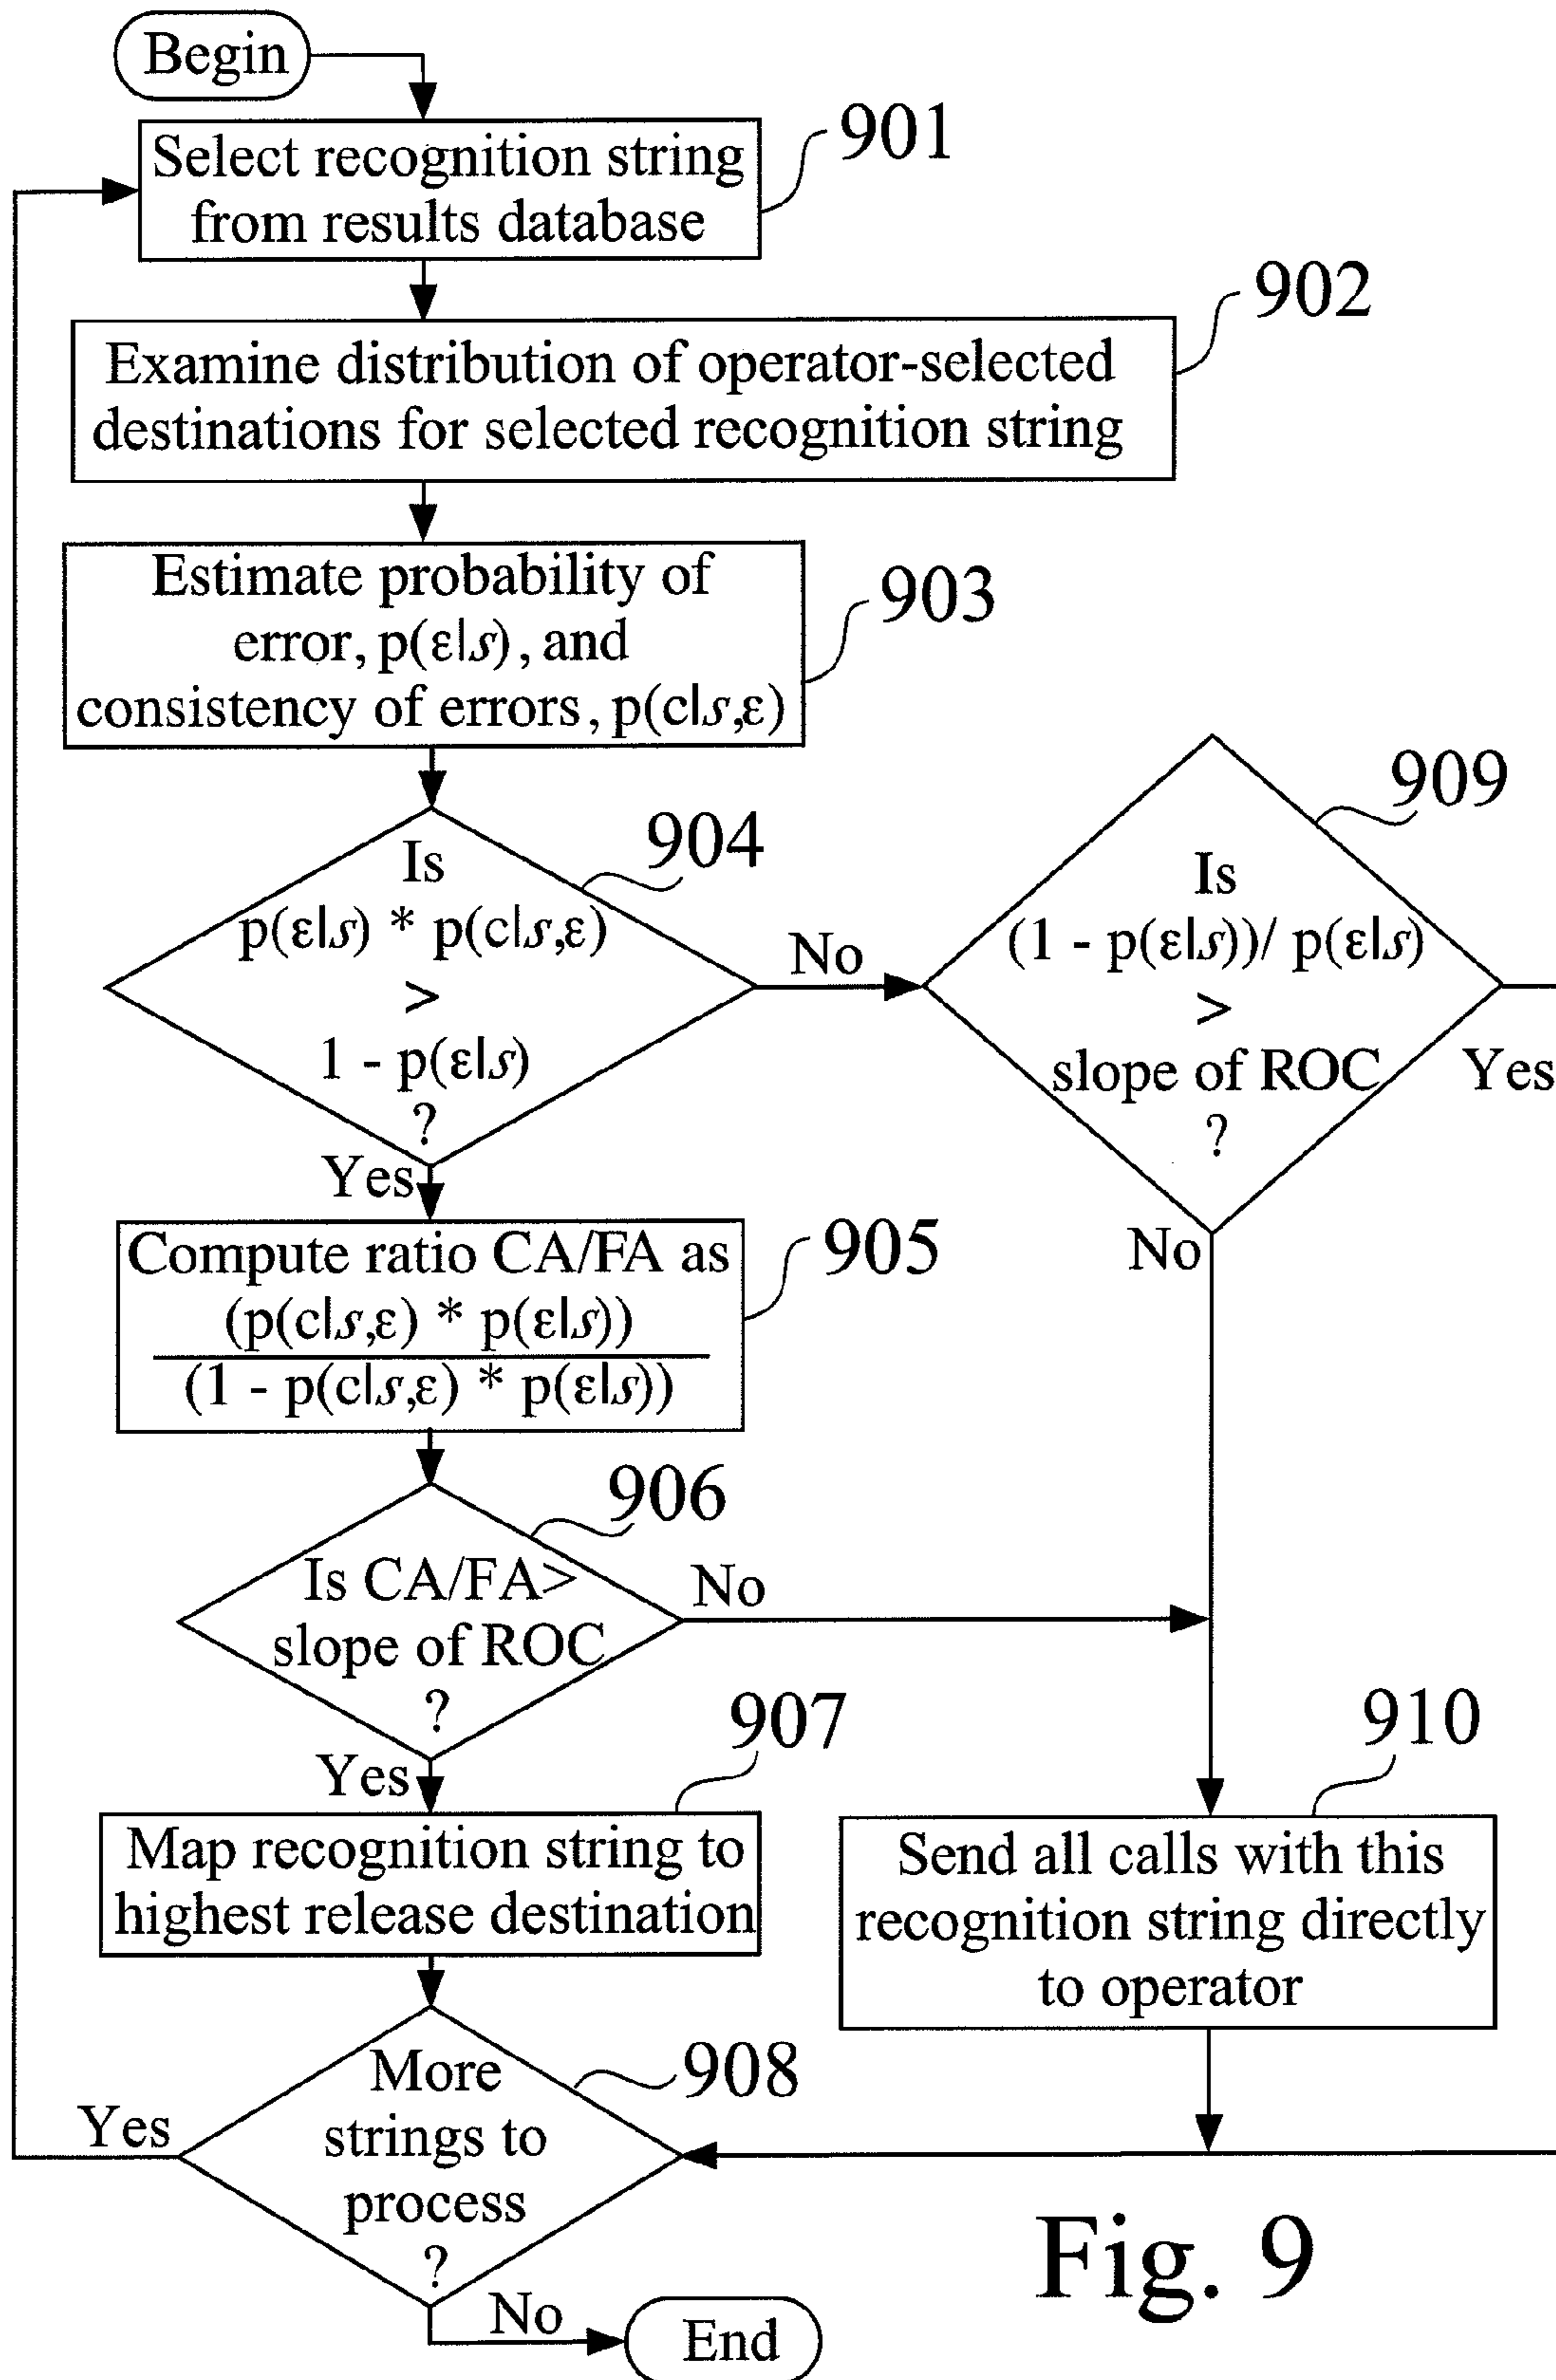 Begin
901
Select recognition string
from results database
902
Examine distribution of operator-selected
destinations for selected recognition string
903
Estimate probability of
error, p(ε|s), and
consistency of errors, p(c|s,ε)
904
Is
p(ε|s) * p(c|s,ε)
>
1 - p(ε|s)
?
No
Yes
909
Is
(1 - p(ε|s))/ p(ε|s)
>
slope of ROC
?
Yes
No
905
Compute ratio CA/FA as
(p(c|s,ε) * p(ε|s))
(1 - p(c|s,ε) * p(ε|s))
906
Is CA/FA>
slope of ROC
?
No
Yes
907
Map recognition string to
highest release destination
910
Send all calls with this
recognition string directly
to operator
908
More
strings to
process
?
Yes
No
End
Fig. 9